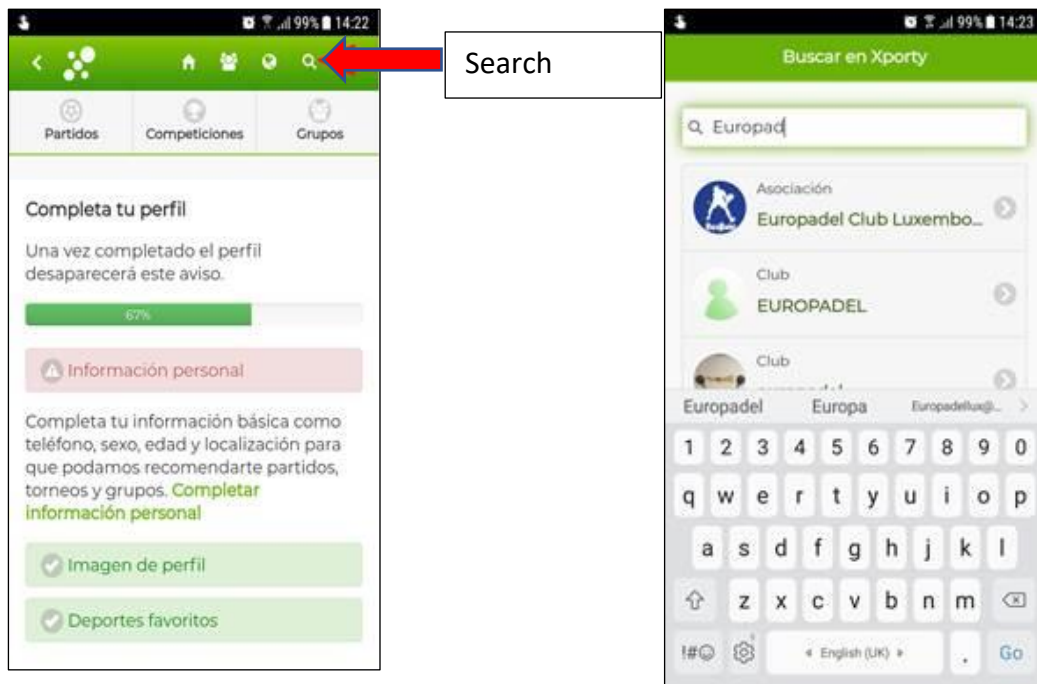 99% 14:22
Partidos Competiciones Grupos
Completa tu perfil
Una vez completado el perfil
desaparecerá este aviso.
67%
Información personal
Completa tu información básica como
teléfono, sexo, edad y localización para
que podamos recomendarte partidos,
torneos y grupos. Completar
información personal
Imagen de perfil
Deportes favoritos
Search
99% 14:23
Buscar en Xporty
Europad
Asociación
Europadel Club Luxembo...
Club
EUROPADEL
Club
Europadel Europa Europadellux@...
1 2 3 4 5 6 7 8 9 0
q w e r t y u i o p
a s d f g h j k l
z x c v b n m
!#☺ English (UK) . Go